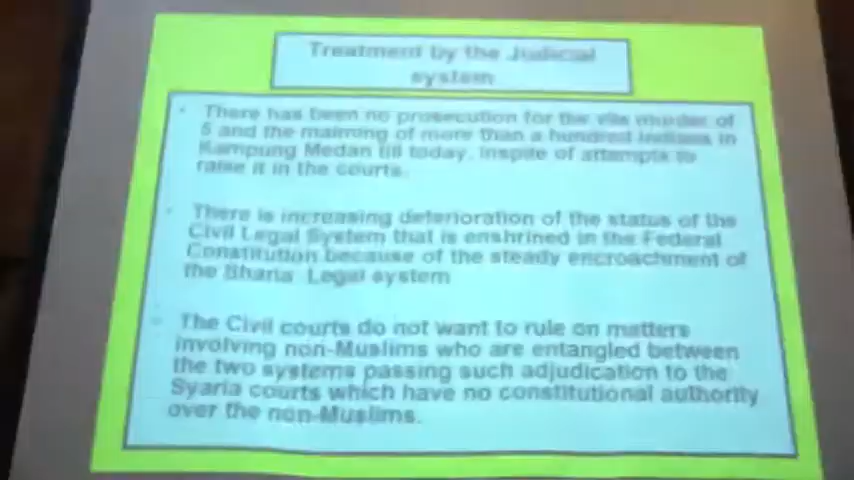 Treatment by the Judicial
system
• There has been no prosecution for the vile murder of
5 and the maiming of more than a hundred Indians in
Kampung Medan till today, inspite of attempts to
raise it in the courts.
• There is increasing deterioration of the status of the
Civil Legal System that is enshrined in the Federal
Constitution because of the steady encroachment of
the Sharia Legal system
• The Civil courts do not want to rule on matters
involving non-Muslims who are entangled between
the two systems passing such adjudication to the
Syaria courts which have no constitutional authority
over the non-Muslims.